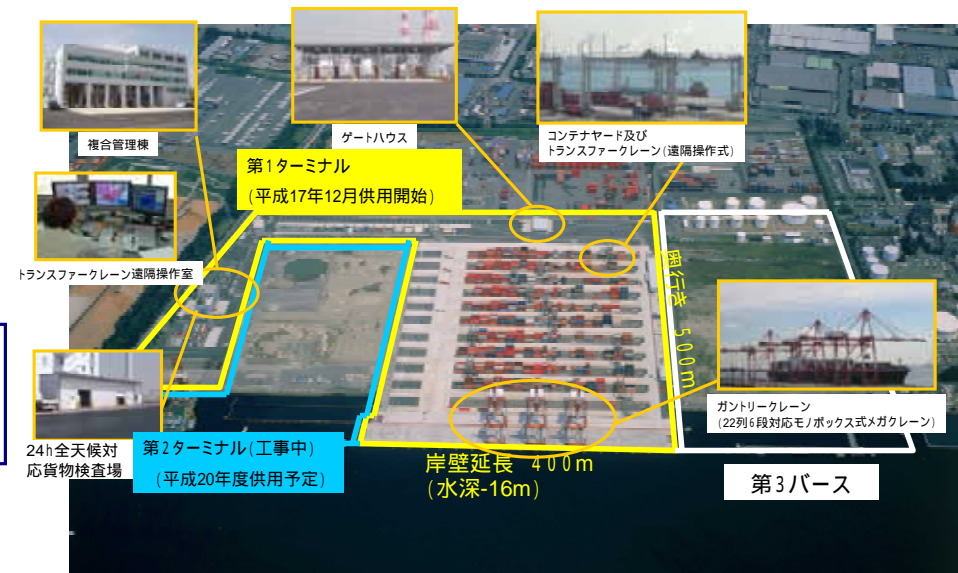 複合管理棟
ゲートハウス
コンテナヤード及び
トランスファークレーン(遠隔操作式)
第1ターミナル
(平成17年12月供用開始)
トランスファークレーン遠隔操作室
奥行き 500m
ガントリークレーン
(22列6段対応モノボックス式メガクレーン)
24h全天候対
応貨物検査場
第2ターミナル(工事中)
(平成20年度供用予定)
岸壁延長 400m
(水深-16m)
第3バース